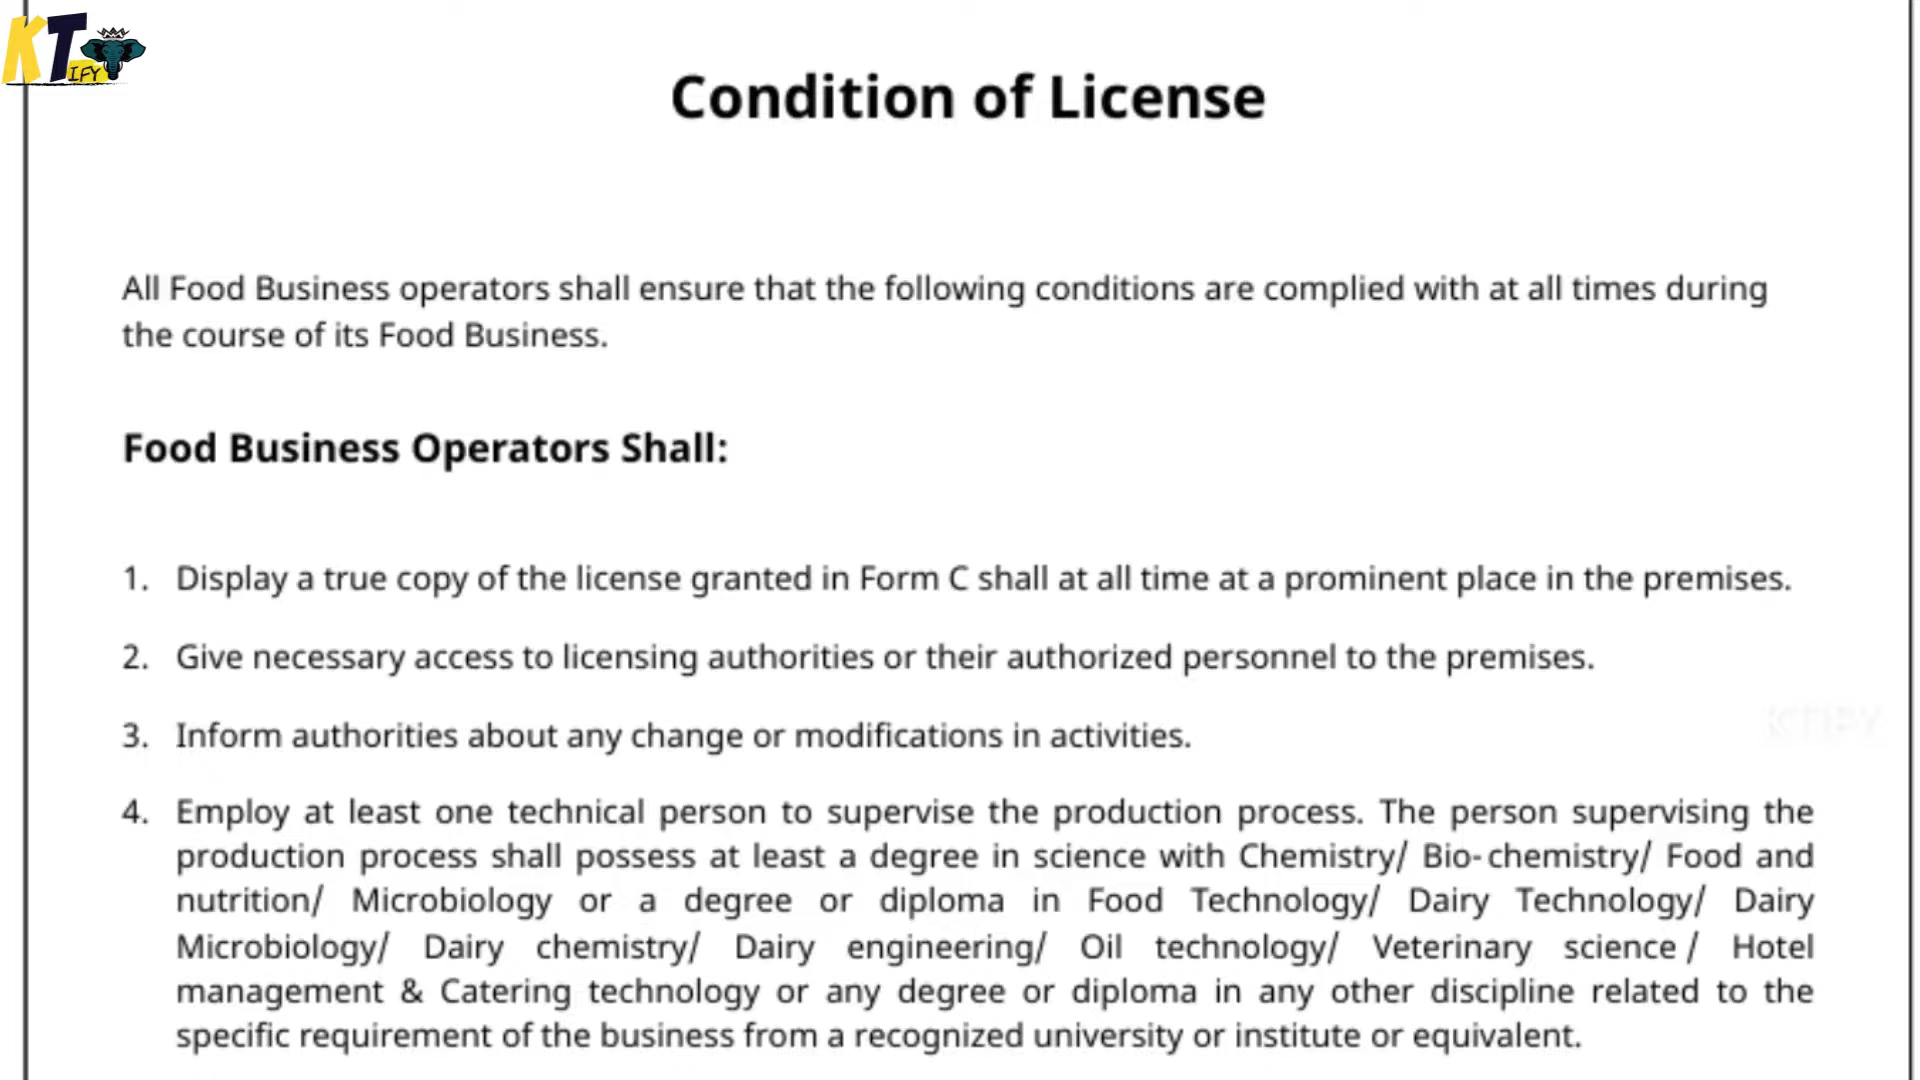 KT
IFY
Condition of License
All Food Business operators shall ensure that the following conditions are complied with at all times during
the course of its Food Business.
Food Business Operators Shall:
1. Display a true copy of the license granted in Form C shall at all time at a prominent place in the premises.
2. Give necessary access to licensing authorities or their authorized personnel to the premises.
3. Inform authorities about any change or modifications in activities.
KTIFY
4. Employ at least one technical person to supervise the production process. The person supervising the
production process shall possess at least a degree in science with Chemistry/ Bio-chemistry/ Food and
nutrition/ Microbiology or a degree or diploma in Food Technology/ Dairy Technology/ Dairy
Microbiology/ Dairy chemistry/ Dairy engineering/ Oil technology/ Veterinary science / Hotel
management & Catering technology or any degree or diploma in any other discipline related to the
specific requirement of the business from a recognized university or institute or equivalent.